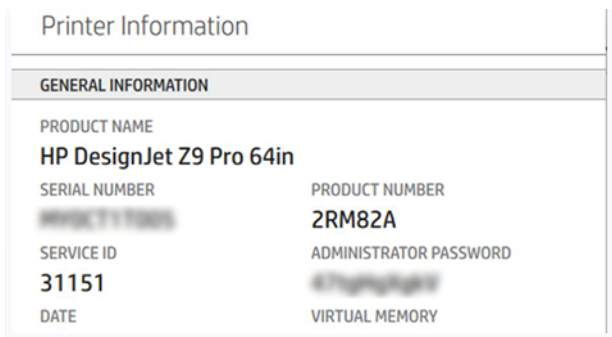 Printer Information
GENERAL INFORMATION
PRODUCT NAME
HP DesignJet Z9 Pro 64in
SERIAL NUMBER PRODUCT NUMBER
2RM82A
SERVICE ID ADMINISTRATOR PASSWORD
31151
DATE VIRTUAL MEMORY